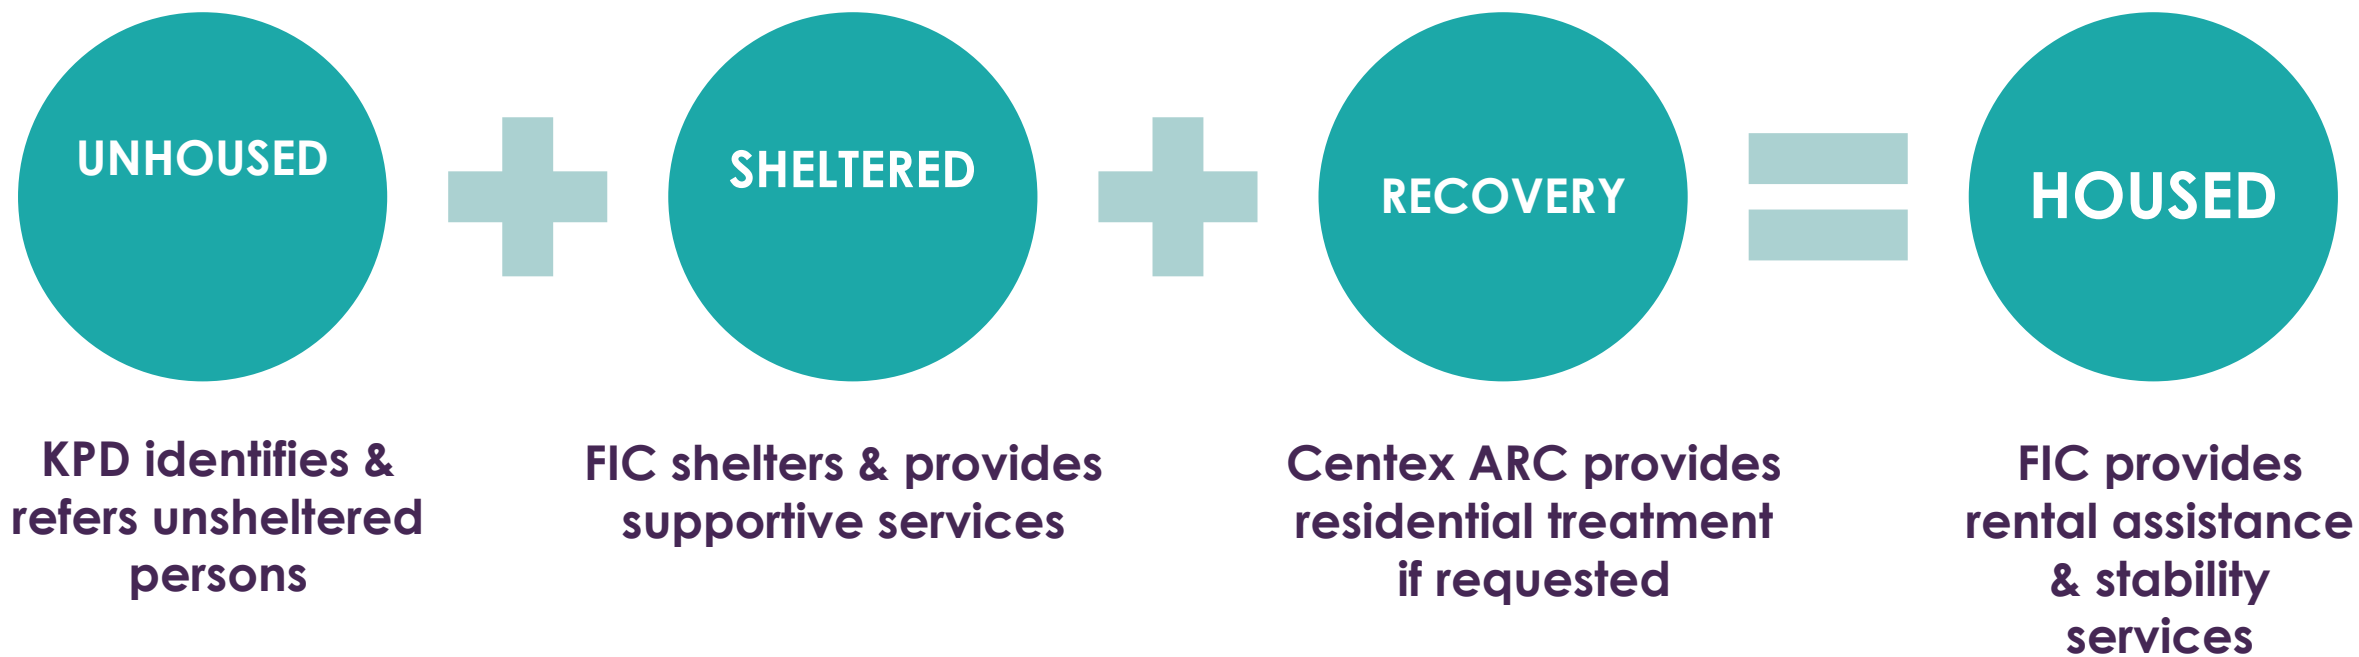 UNHOUSED
KPD identifies &
refers unsheltered
persons
SHELTERED
FIC shelters & provides
supportive services
RECOVERY
Centex ARC provides
residential treatment
if requested
HOUSED
FIC provides
rental assistance
& stability
services